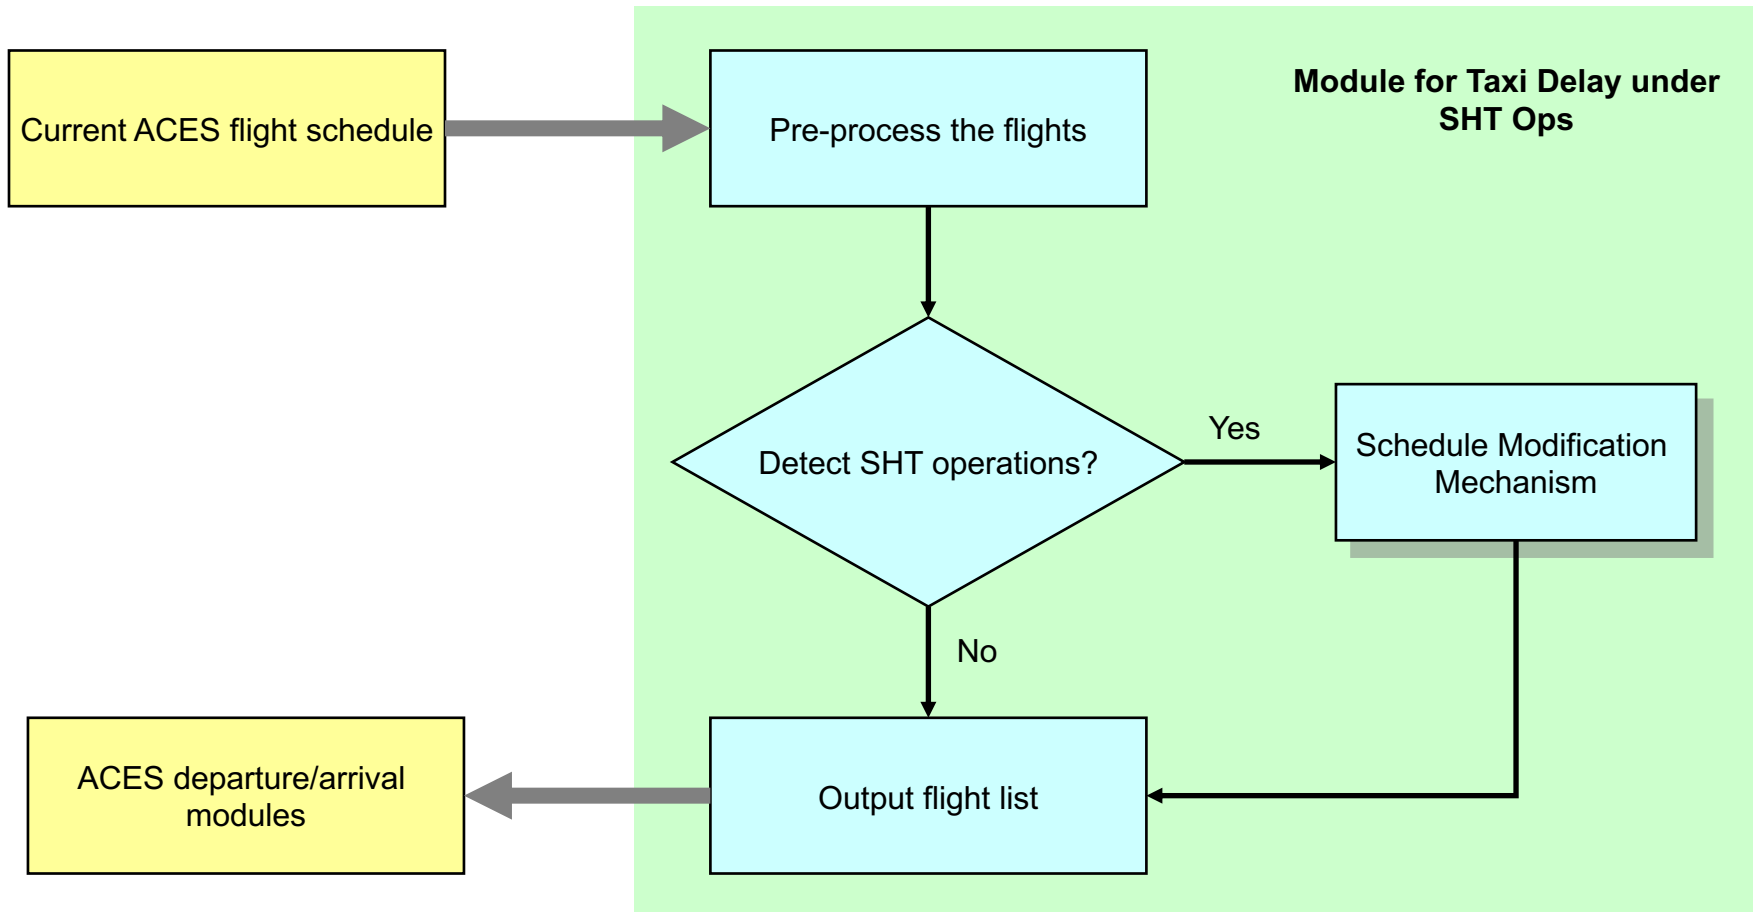 Current ACES flight schedule
Pre-process the flights
Module for Taxi Delay under
SHT Ops
Detect SHT operations?
Yes
Schedule Modification
Mechanism
No
ACES departure/arrival
modules
Output flight list